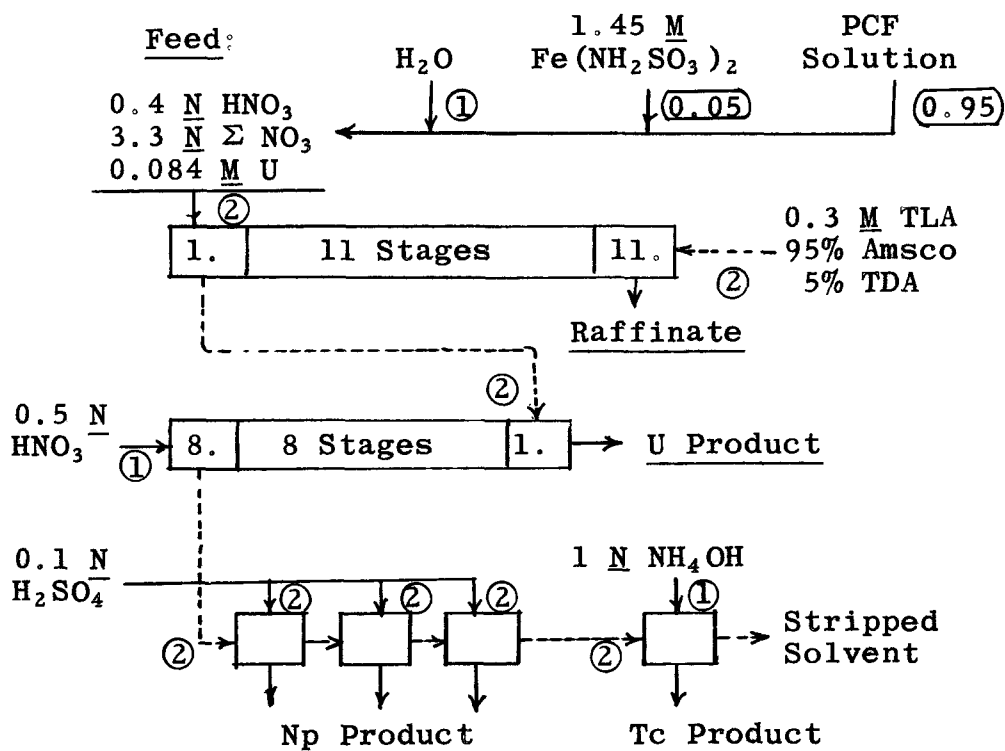 Feed:
H₂O
1.45 M
Fe(NH₂SO₃)₂
PCF
Solution
0.4 N HNO₃
3.3 N Σ NO₃
0.084 M U
①
0.05
0.95
②
1.
11 Stages
11.
②
0.3 M TLA
95% Amsco
5% TDA
Raffinate
②
0.5 N
HNO₃
①
8.
8 Stages
1.
U Product
0.1 N
H₂SO₄
1 N NH₄OH
②
②
②
①
②
②
Stripped
Solvent
Np Product
Tc Product